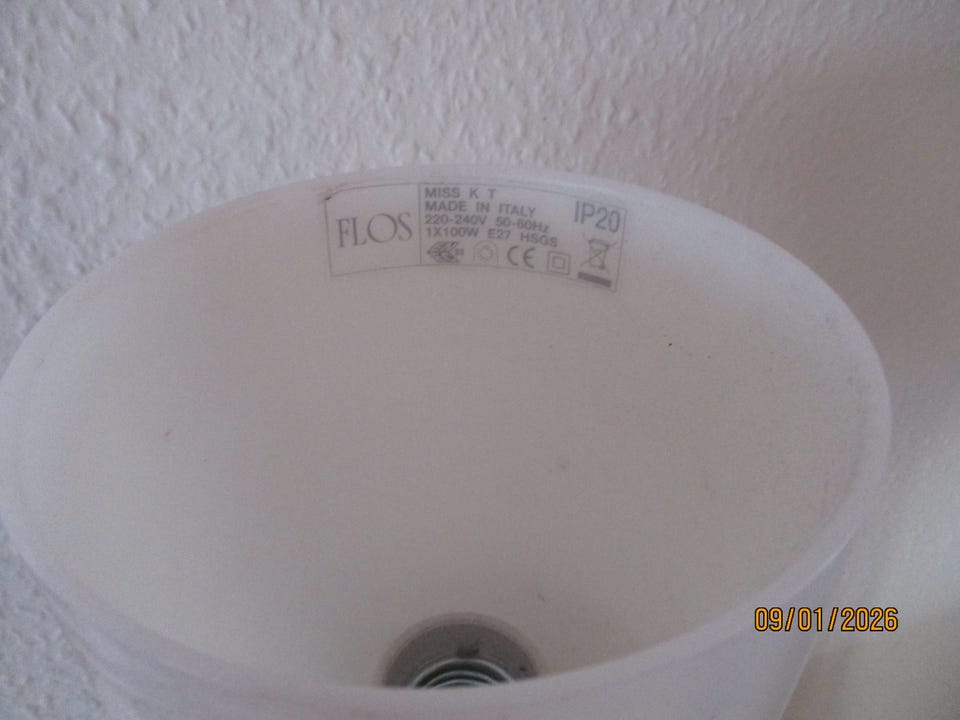 FLOS
MISS K T
MADE IN ITALY
220-240V 50-60Hz
1X100W E27 HSGS
IP20
CE
09/01/2026